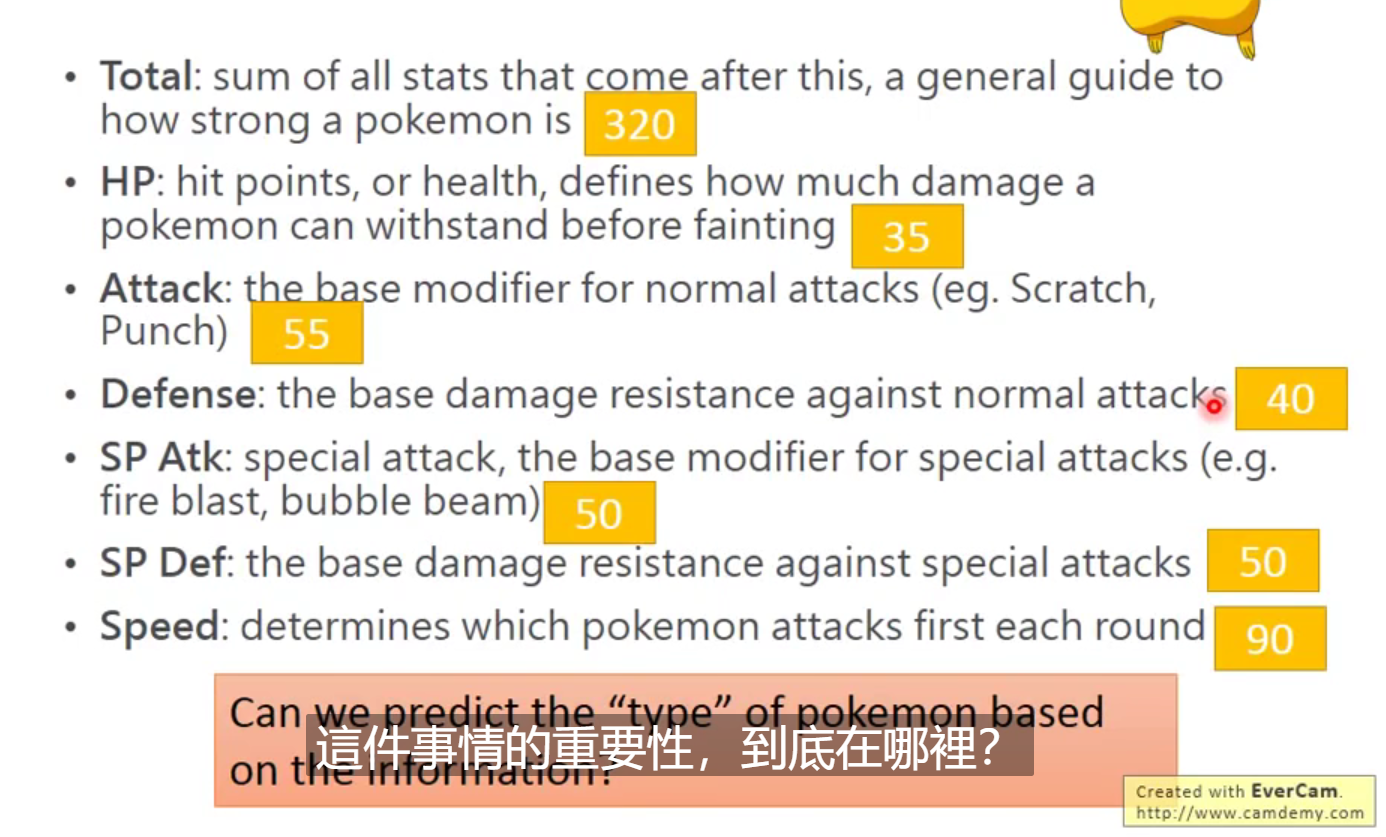 • Total: sum of all stats that come after this, a general guide to
how strong a pokemon is 320
• HP: hit points, or health, defines how much damage a
pokemon can withstand before fainting 35
• Attack: the base modifier for normal attacks (eg. Scratch,
Punch) 55
• Defense: the base damage resistance against normal attacks 40
• SP Atk: special attack, the base modifier for special attacks (e.g.
fire blast, bubble beam) 50
• SP Def: the base damage resistance against special attacks 50
• Speed: determines which pokemon attacks first each round 90
Can we predict the “type” of pokemon based
on the information?
這件事情的重要性，到底在哪裡？
Created with EverCam.
http://www.camdemy.com